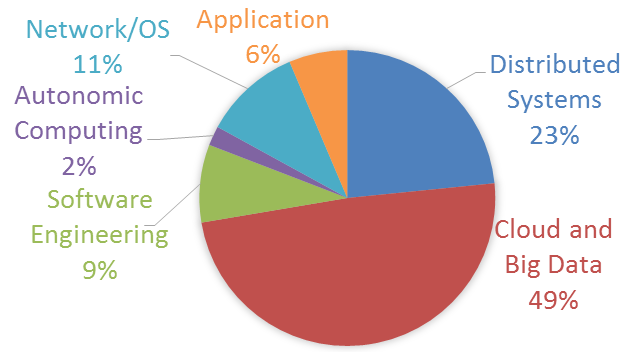 Network/OS
11%
Application
6%
Distributed
Systems
23%
Autonomic
Computing
2%
Software
Engineering
9%
Cloud and
Big Data
49%